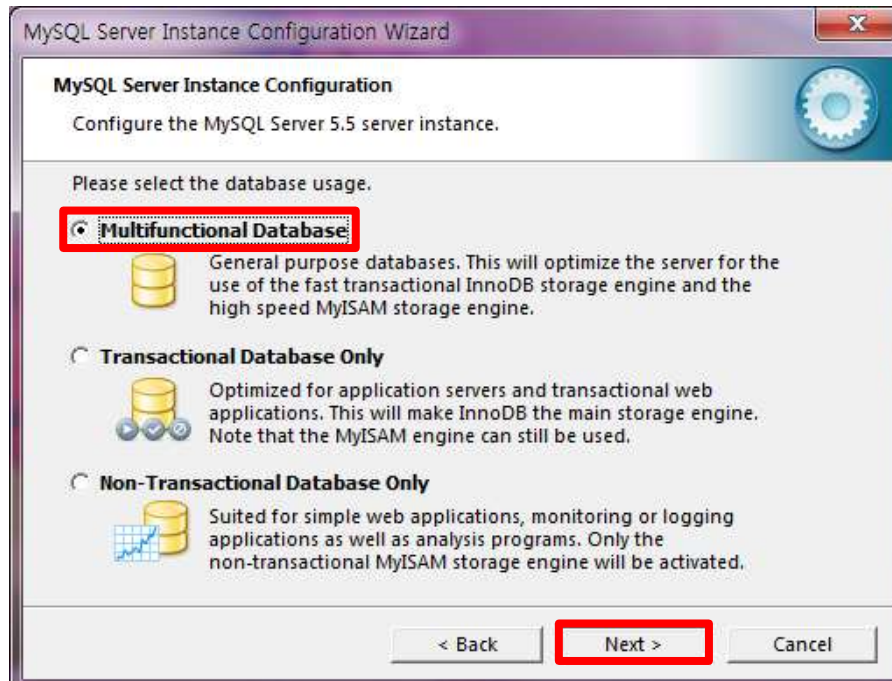 MySQL Server Instance Configuration Wizard
MySQL Server Instance Configuration
Configure the MySQL Server 5.5 server instance.
Please select the database usage.
Multifunctional Database
General purpose databases. This will optimize the server for the
use of the fast transactional InnoDB storage engine and the
high speed MyISAM storage engine.
Transactional Database Only
Optimized for application servers and transactional web
applications. This will make InnoDB the main storage engine.
Note that the MyISAM engine can still be used.
Non-Transactional Database Only
Suited for simple web applications, monitoring or logging
applications as well as analysis programs. Only the
non-transactional MyISAM storage engine will be activated.
< Back Next > Cancel